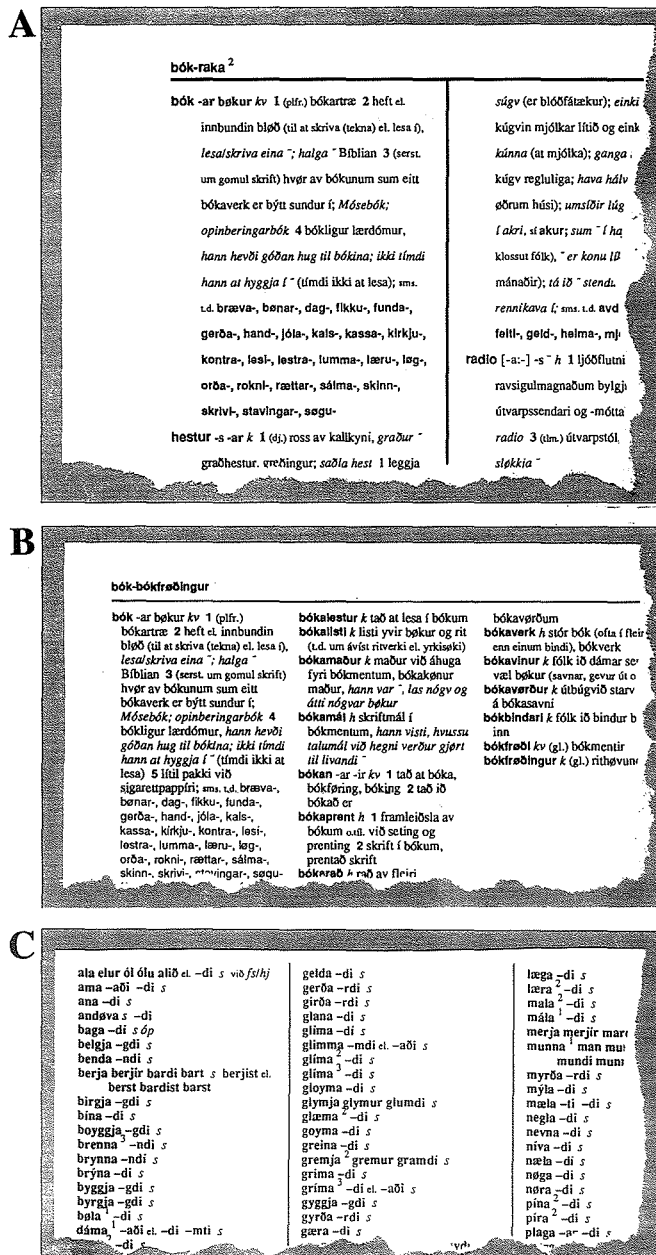 A
bók-raka ²
bók -ar bøkur kv 1 (plfr.) bókartræ 2 heft el.
innbundin bløð (til at skriva (tekna) el. lesa í),
lesa/skriva eina ˜; halga ˜ Bíblian 3 (serst.
um gomul skrift) hvør av bókunum sum eitt
bókaverk er býtt sundur í; Mósebók;
opinberingarbók 4 bókligur lærdómur,
hann hevði góðan hug til bókina; ikki tímdi
hann at hyggja í ˜ (tímdi ikki at lesa); sms.
t.d. bræva-, bønar-, dag-, fikku-, funda-,
gerða-, hand-, jóla-, kals-, kassa-, kirkju-,
kontra-, lesi-, lestra-, lumma-, læru-, løg-,
orða-, rokni-, rættar-, sálma-, skinn-,
skrivi-, stavingar-, søgu-
hestur -s -ar k 1 (dj.) ross av kallkyni, graður ˜
graðhestur, greðingur; saðla hest 1 leggja
súgv (er blóðfátækur); einki
kúgvin mjólkar lítið og eink
kúnna (at mjólka); ganga
kúgv regluliga; hava hálv
øðrum húsi); umsíðir lúg
í akri, sí akur; sum ˜ í ha
klossut fólk), ˜ er konu lí
mánaðir); tá ið ˜ stendu
rennikava í; sms. t.d. avd
feiti-, geld-, heima-, mj
radio [-a:-] -s ˜ h 1 ljóðflutni
ravsigulmagnaðum bylgj
útvarpssendari og -mótta
radio 3 (tlm.) útvarpstól,
sløkkja ˜
B
bók-bókfrøðingur
bók -ar bøkur kv 1 (plfr.)
bókartræ 2 heft el. innbundin
bløð (til at skriva (tekna) el. lesa í),
lesa/skriva eina ˜; halga ˜
Bíblian 3 (serst. um gomul skrift)
hvør av bókunum sum eitt
bókaverk er býtt sundur í;
Mósebók; opinberingarbók 4
bókligur lærdómur, hann hevði
góðan hug til bókina; ikki tímdi
hann at hyggja í ˜ (tímdi ikki at
lesa) 5 lítil pakki við
sigarettpappíri; sms. t.d. bræva-,
bønar-, dag-, fikku-, funda-,
gerða-, hand-, jóla-, kals-,
kassa-, kirkju-, kontra-, lesi-,
lestra-, lumma-, læru-, løg-,
orða-, rokni-, rættar-, sálma-,
skinn-, skrivi-, stavingar-, søgu-
bókalestur k tað at lesa í bókum
bókalisti k listi yvir bøkur og rit
(t.d. um ávíst ritverki el. yrkisøki)
bókamaður k maður við áhuga
fyri bókmentum, bókakønur
maður, hann var ˜, las nógv og
átti nógvar bøkur
bókamál h skriftmál í
bókmentum, hann visti, hvussu
talumál við hegni verður gjørt
til livandi ˜
bókan -ar -ir kv 1 tað at bóka,
bókføring, bóking 2 tað ið
bókað er
bókaprent h 1 framleiðsla av
bókum o.tíl. við seting og
prenting 2 skrift í bókum,
prentað skrift
bókarað k rað av fleiri
bókavørðum
bókaverk h stór bók (ofta í fleir
enn einum bindi), bókverk
bókavinur k fólk ið dámar
væl bøkur (savnar, gevur út o
bókavørður k útbúgvið starv
á bókasavni
bókbindari k fólk ið bindur b
inn
bókfrøði kv (gl.) bókmentir
bókfrøðingur k (gl.) rithøvun
C
ala elur ól ólu alið el. –di s við fs/hj
ama –aði –di s
ana –di s
andøva s –di
baga –di s óp
belgja –gdi s
benda –ndi s
berja berjir bardi bart s berjist el.
berst bardist barst
birgja –gdi s
bína –di s
boyggja –gdi s
brenna ³ –ndi s
brynna –ndi s
brýna –di s
byggja –gdi s
byrgja –gdi s
bøla ¹ –di s
dáma ¹ –aði el. –di –mti s
² –di s
gelda –di s
gerða –rdi s
girða –rdi s
glana –di s
glíma –di s
glimma –mdi el. –aði s
glíma ² –di s
glíma ³ –di s
gloyma –di s
glymja glymur glumdi s
glæma ² –di s
goyma –di s
greina –di s
gremja ² gremur gramdi s
gríma –di s
gríma ³ –di el. –aði s
gyggja –gdi s
gyrða –rdi s
gæra –di s
læga –di s
læra ² –di s
mala ² –di s
mála ¹ –di s
merja merjir mar
munna ¹ man mu
mundi mun
myrða –rdi s
mýla –di s
mæla –ti –di s
negla –di s
nevna –di s
níva –di s
næla –di s
nøga –di s
nøra –di s
pína ² –di s
píra ² –di s
plaga –ar –di s